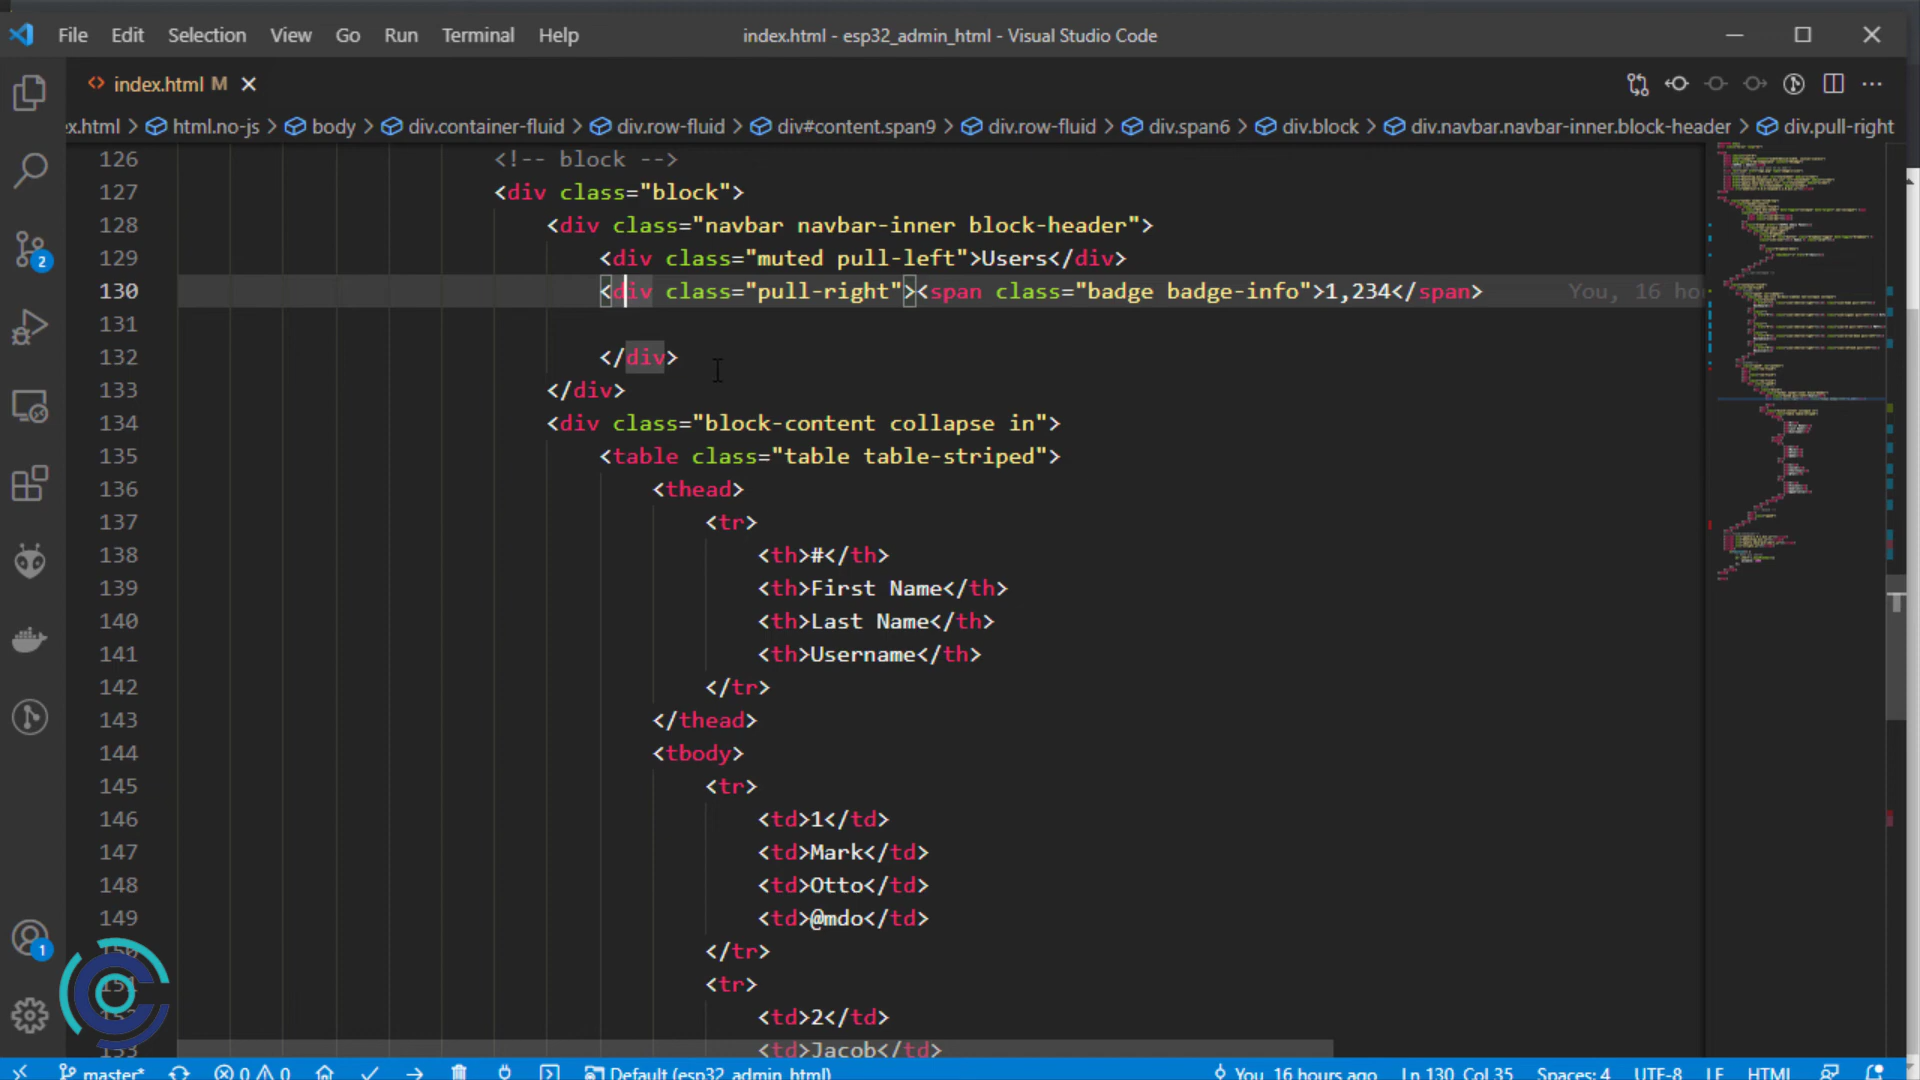 File Edit Selection View Go Run Terminal Help index.html - esp32_admin_html - Visual Studio Code
index.html M
x.html > html.no-js > body > div.container-fluid > div.row-fluid > div#content.span9 > div.row-fluid > div.span6 > div.block > div.navbar.navbar-inner.block-header > div.pull-right
126 <!-- block -->
127 <div class="block">
128 <div class="navbar navbar-inner block-header">
129 <div class="muted pull-left">Users</div>
130 <div class="pull-right"><span class="badge badge-info">1,234</span> You, 16 hou
131
132 </div>
133 </div>
134 <div class="block-content collapse in">
135 <table class="table table-striped">
136 <thead>
137 <tr>
138 <th>#</th>
139 <th>First Name</th>
140 <th>Last Name</th>
141 <th>Username</th>
142 </tr>
143 </thead>
144 <tbody>
145 <tr>
146 <td>1</td>
147 <td>Mark</td>
148 <td>Otto</td>
149 <td>@mdo</td>
150 </tr>
151 <tr>
152 <td>2</td>
153 <td>Jacob</td>
2
1
master* 0 0 Default (esp32_admin_html) You, 16 hours ago Ln 130, Col 35 Spaces: 4 UTF-8 LF HTML